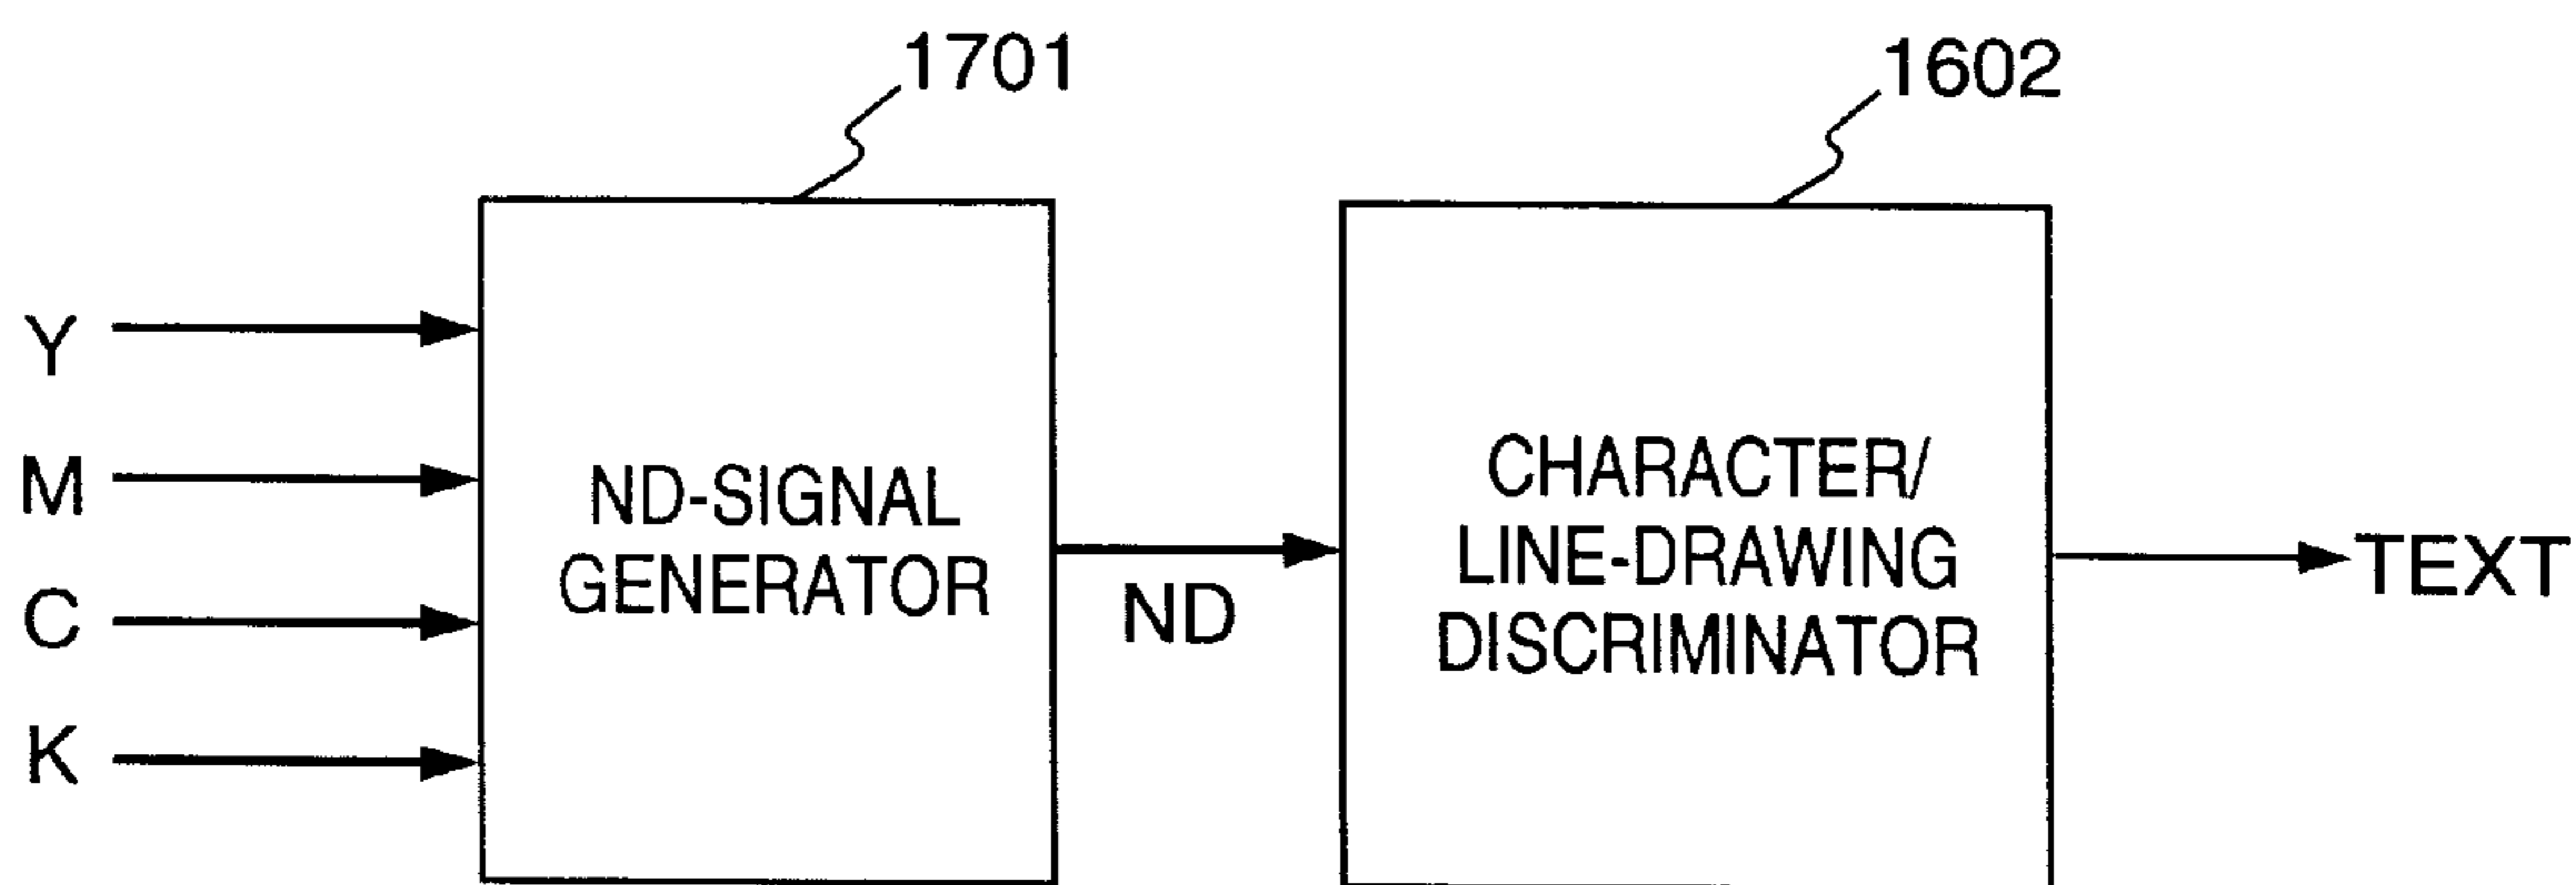 1701
1602
Y
M
C
K
ND-SIGNAL
GENERATOR
ND
CHARACTER/
LINE-DRAWING
DISCRIMINATOR
TEXT